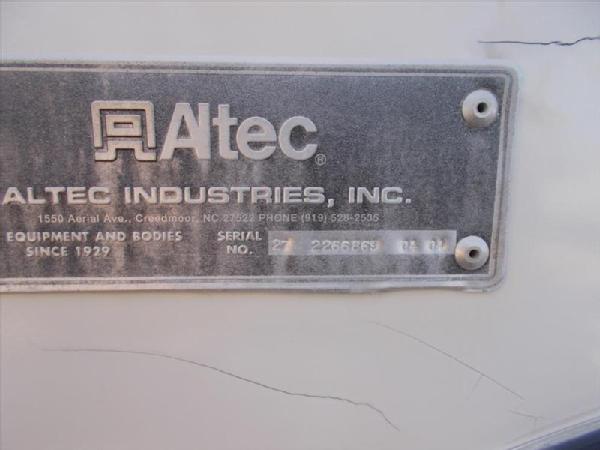 Altec®
ALTEC INDUSTRIES, INC.
1550 Aerial Ave., Creedmoor, NC 27522 PHONE (919) 528-2535
EQUIPMENT AND BODIES SERIAL
SINCE 1929 NO. 27